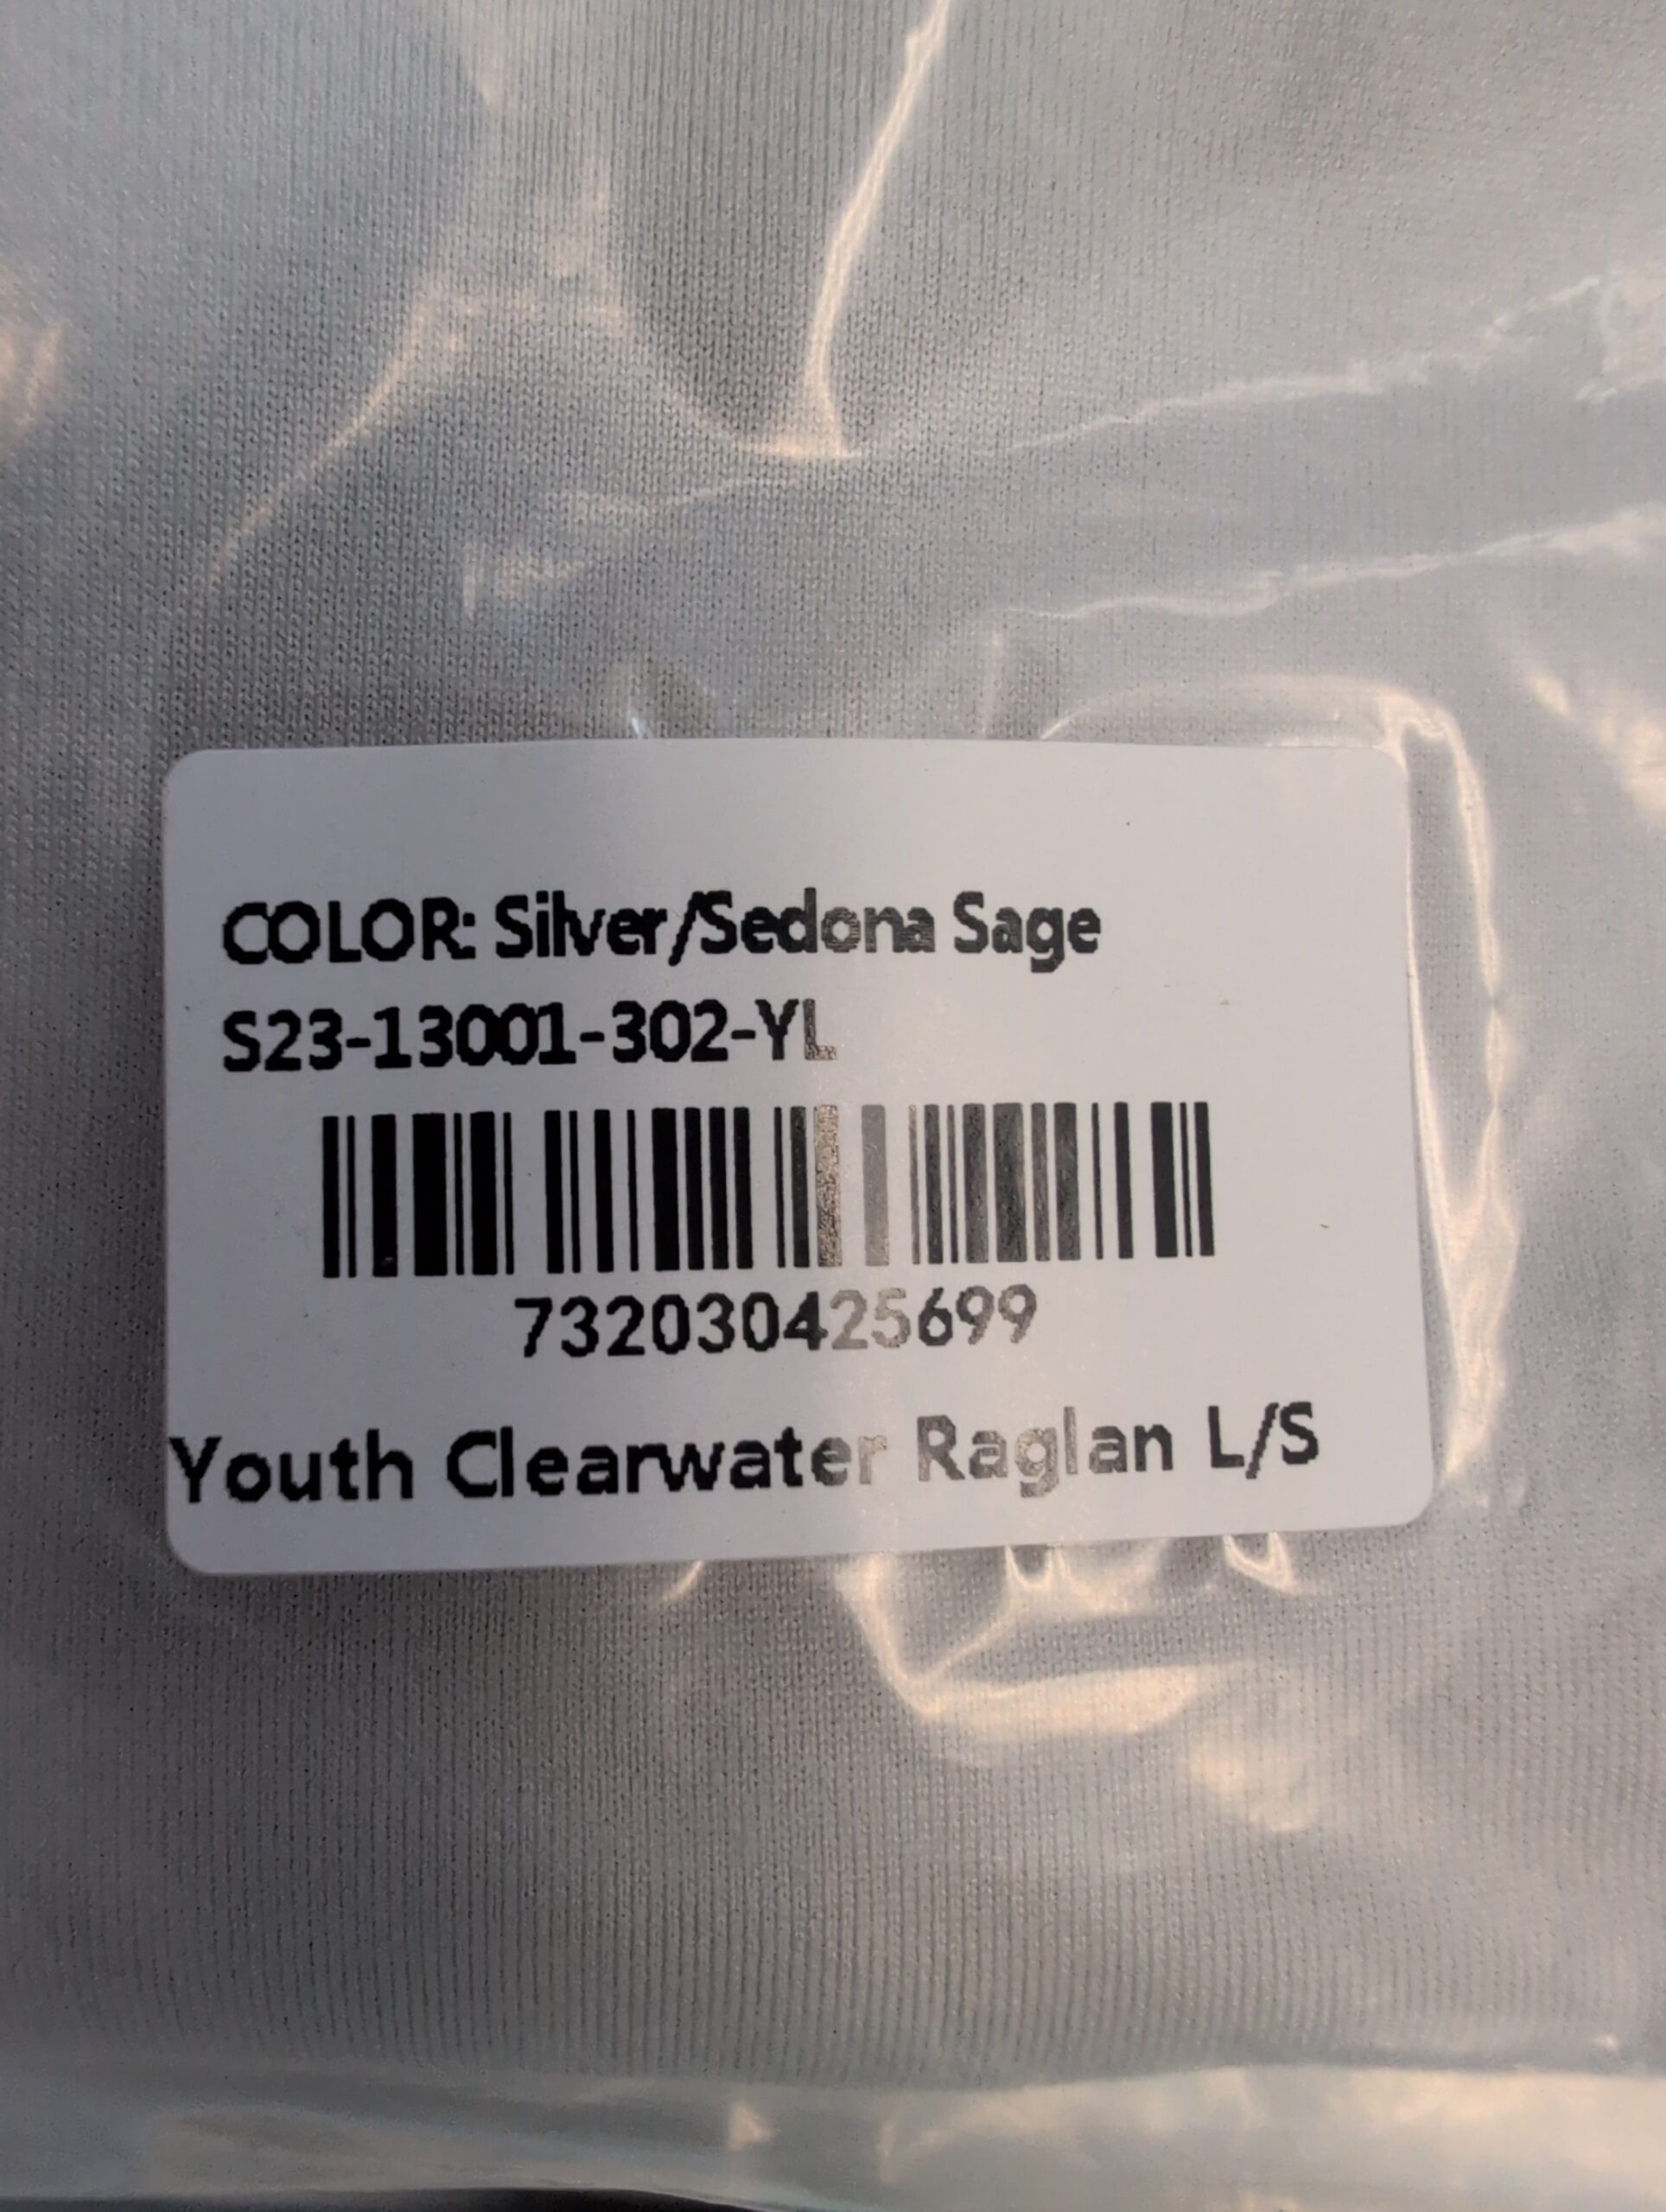 COLOR: Silver/Sedona Sage
S23-13001-302-YL
732030425699
Youth Clearwater Raglan L/S